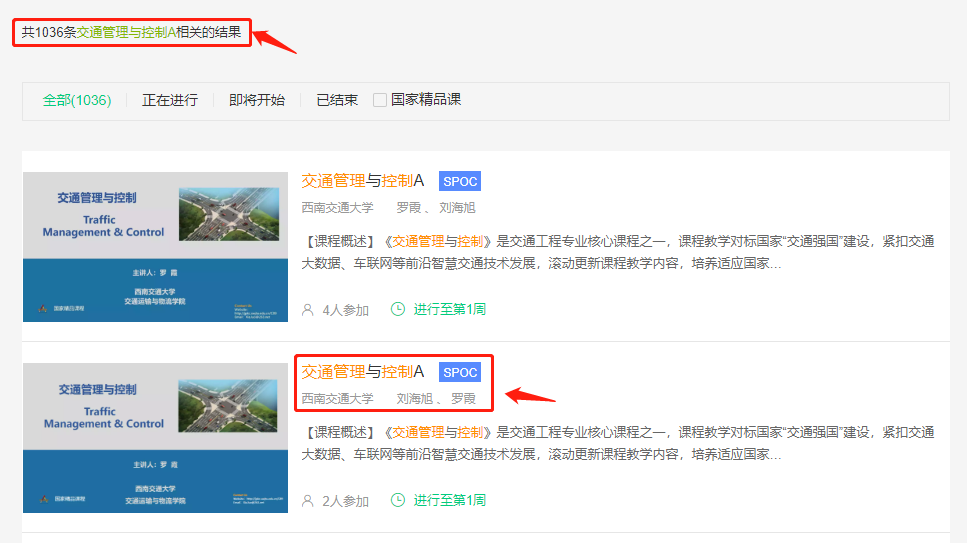 共1036条交通管理与控制A相关的结果
全部(1036) 正在进行 即将开始 已结束 国家精品课
交通管理与控制
Traffic
Management & Control
主讲人：罗 霞
西南交通大学
交通运输与物流学院
国家精品课程
交通管理与控制A SPOC
西南交通大学 罗霞 、 刘海旭
【课程概述】《交通管理与控制》是交通工程专业核心课程之一，课程教学对标国家“交通强国”建设，紧扣交通
大数据、车联网等前沿智慧交通技术发展，滚动更新课程教学内容，培养适应国家…
4人参加 进行至第1周
交通管理与控制
Traffic
Management & Control
主讲人：罗 霞
西南交通大学
交通运输与物流学院
国家精品课程
交通管理与控制A SPOC
西南交通大学 刘海旭 、 罗霞
【课程概述】《交通管理与控制》是交通工程专业核心课程之一，课程教学对标国家“交通强国”建设，紧扣交通
大数据、车联网等前沿智慧交通技术发展，滚动更新课程教学内容，培养适应国家…
2人参加 进行至第1周